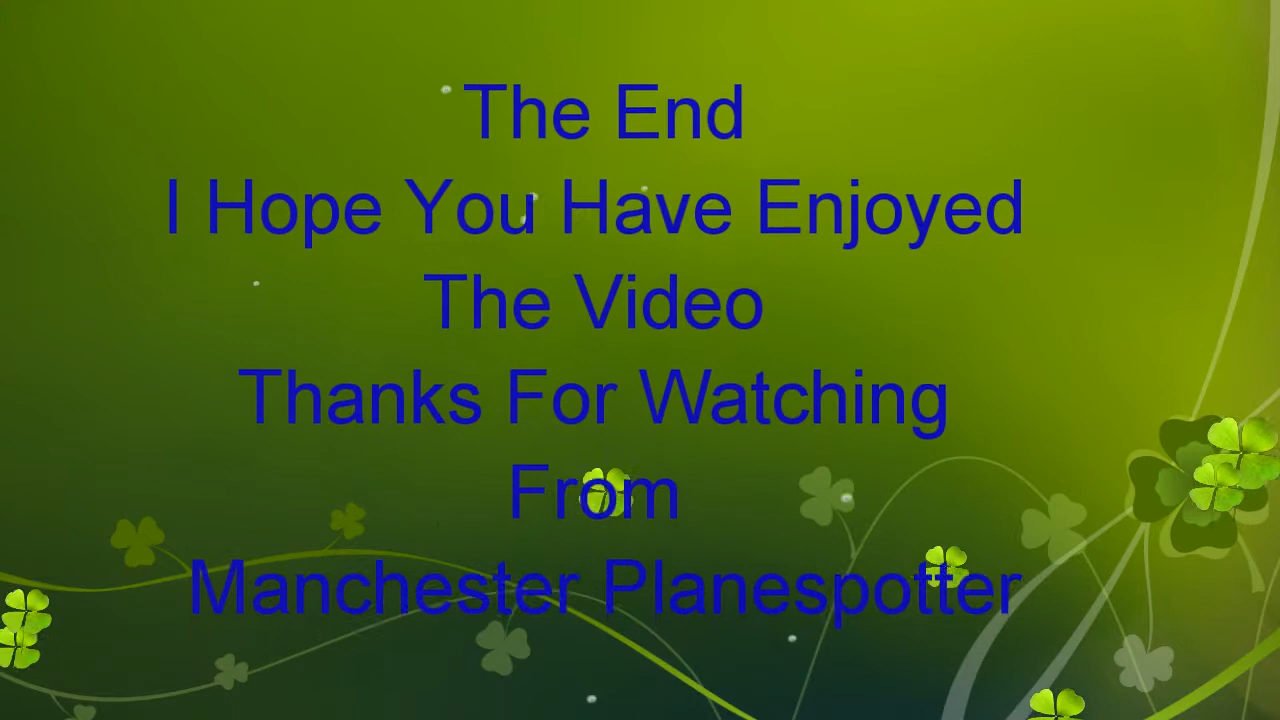 The End
I Hope You Have Enjoyed
The Video
Thanks For Watching
From
Manchester Planespotter